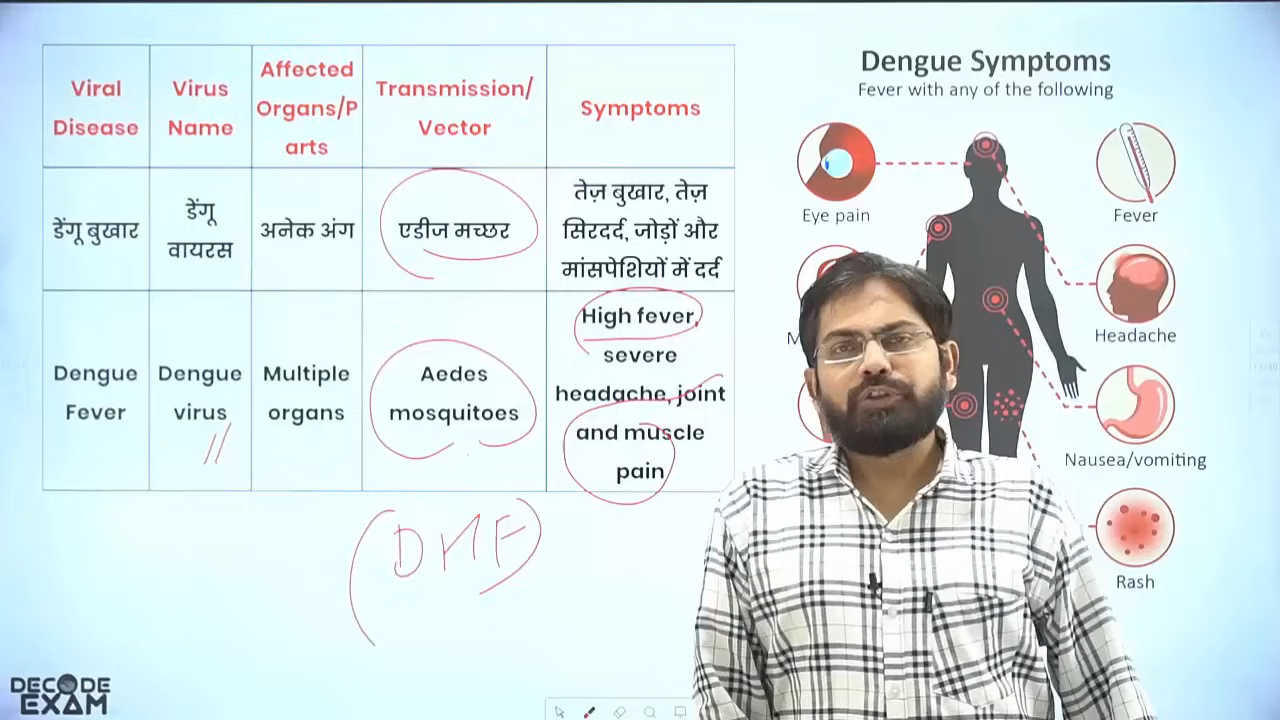 Viral
Disease
Virus
Name
Affected
Organs/P
arts
Transmission/
Vector
Symptoms
डेंगू बुखार
डेंगू
वायरस
अनेक अंग
एडीज मच्छर
तेज़ बुखार, तेज़
सिरदर्द, जोड़ों और
मांसपेशियों में दर्द
Dengue
Fever
Dengue
virus
Multiple
organs
Aedes
mosquitoes
High fever,
severe
headache, joint
and muscle
pain
DHF
Dengue Symptoms
Fever with any of the following
Eye pain
Fever
Headache
Nausea/vomiting
Rash
DECODE
EXAM